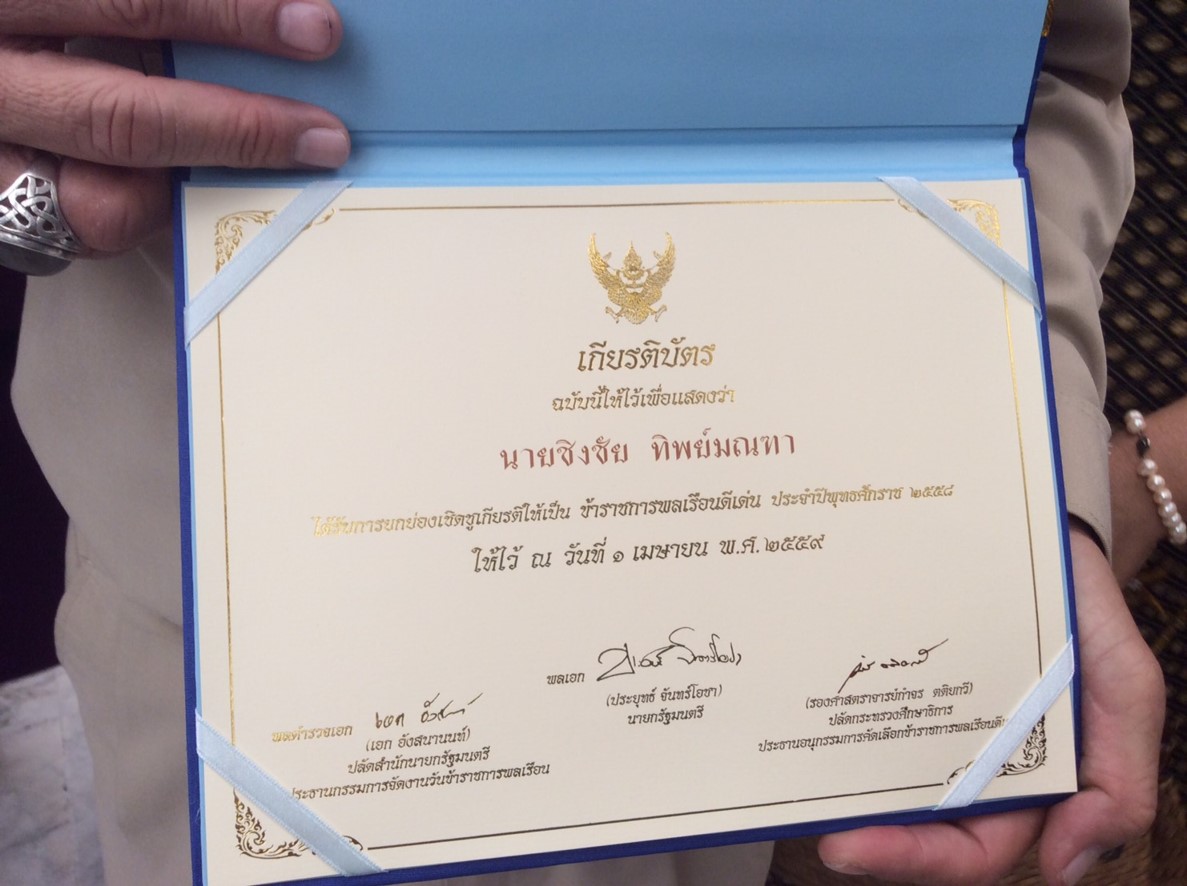 เกียรติบัตร
ฉบับนี้ให้ไว้เพื่อแสดงว่า
นายชิงชัย ทิพย์มณฑา
ได้รับการยกย่องเชิดชูเกียรติให้เป็น ข้าราชการพลเรือนดีเด่น ประจำปีพุทธศักราช ๒๕๕๘
ให้ไว้ ณ วันที่ ๑ เมษายน พ.ศ.๒๕๕๙
พลตำรวจเอก
(เอก อังสนานนท์)
ปลัดสำนักนายกรัฐมนตรี
ประธานกรรมการจัดงานวันข้าราชการพลเรือน
พลเอก
(ประยุทธ์ จันทร์โอชา)
นายกรัฐมนตรี
(รองศาสตราจารย์กำจร ตติยกวี)
ปลัดกระทรวงศึกษาธิการ
ประธานอนุกรรมการคัดเลือกข้าราชการพลเรือนดี